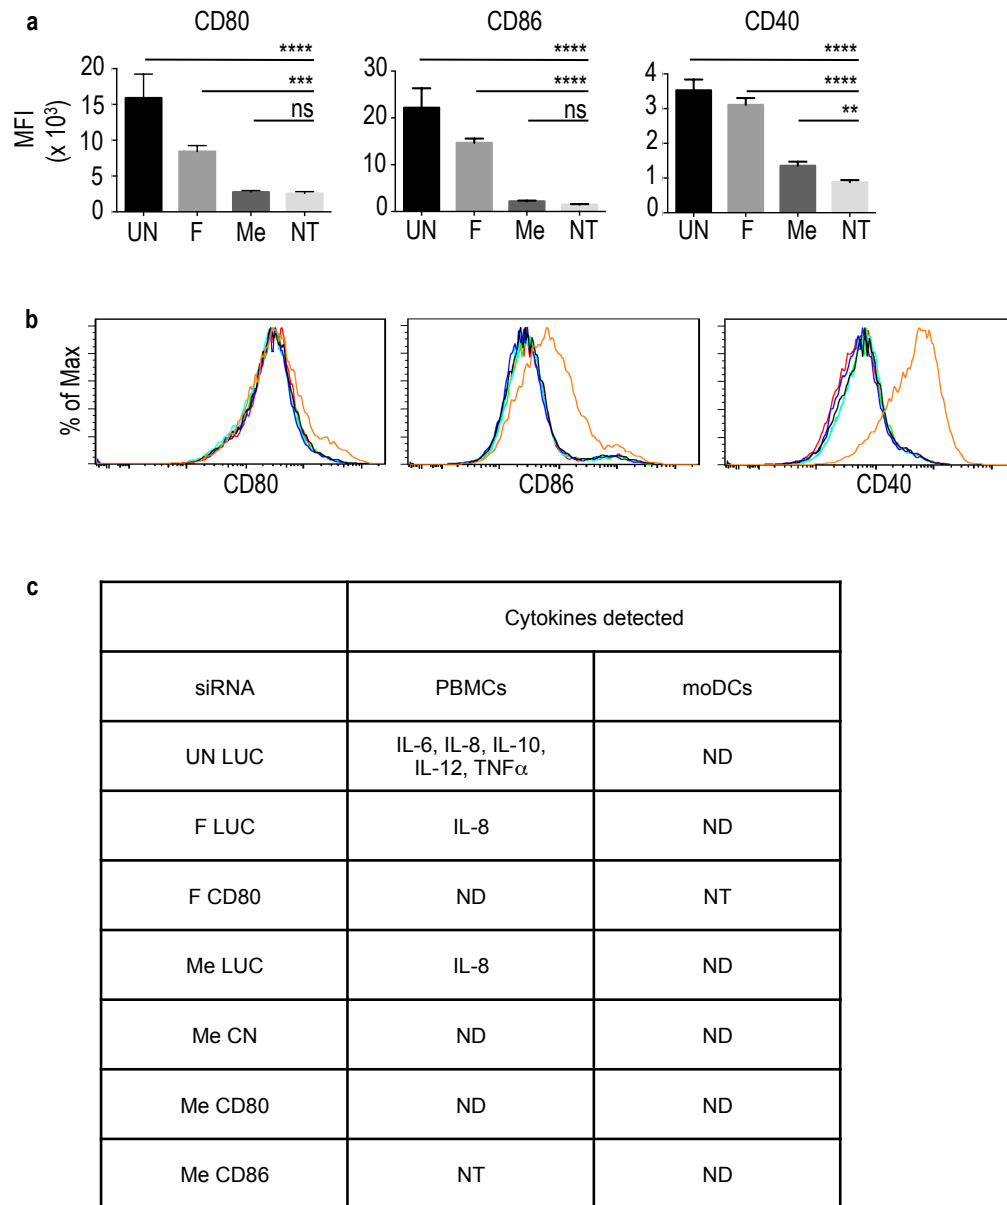 a
CD80
CD86
CD40
MFI
(x 10³)
20
15
10
5
0
****
***
ns
UN F Me NT
30
20
10
0
****
****
ns
UN F Me NT
4
3
2
1
0
****
****
**
UN F Me NT
b
% of Max
CD80
CD86
CD40
c
Cytokines detected
siRNA PBMCs moDCs
UN LUC IL-6, IL-8, IL-10, ND
IL-12, TNFα
F LUC IL-8 ND
F CD80 ND NT
Me LUC IL-8 ND
Me CN ND ND
Me CD80 ND ND
Me CD86 NT ND